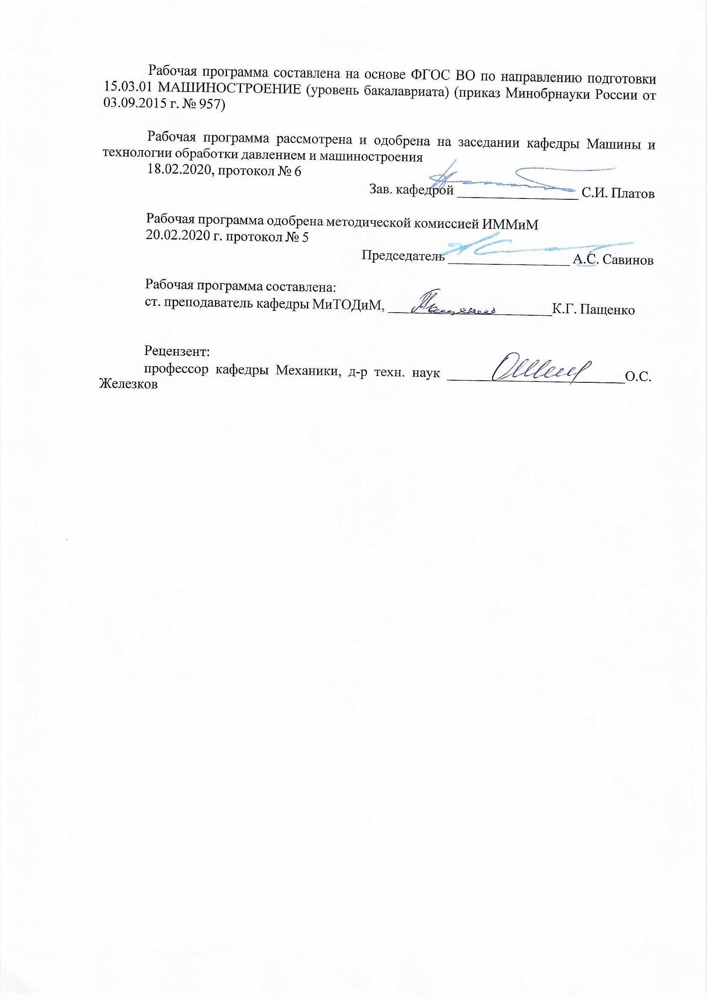 Рабочая программа составлена на основе ФГОС ВО по направлению подготовки
15.03.01 МАШИНОСТРОЕНИЕ (уровень бакалавриата) (приказ Минобрнауки России от
03.09.2015 г. № 957)
Рабочая программа рассмотрена и одобрена на заседании кафедры Машины и
технологии обработки давлением и машиностроения
18.02.2020, протокол № 6
Зав. кафедрой ________________ С.И. Платов
Рабочая программа одобрена методической комиссией ИММиМ
20.02.2020 г. протокол № 5
Председатель ________________ А.С. Савинов
Рабочая программа составлена:
ст. преподаватель кафедры МиТОДиМ, ______________________К.Г. Пащенко
Рецензент:
профессор кафедры Механики, д-р техн. наук ________________________О.С.
Железков